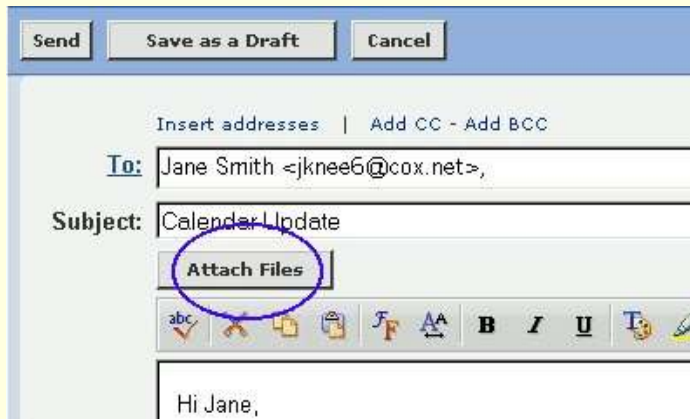 Send Save as a Draft Cancel
Insert addresses | Add CC - Add BCC
To: Jane Smith <jknee6@cox.net>,
Subject: Calendar Update
Attach Files
abc F F A A B I U T
Hi Jane,